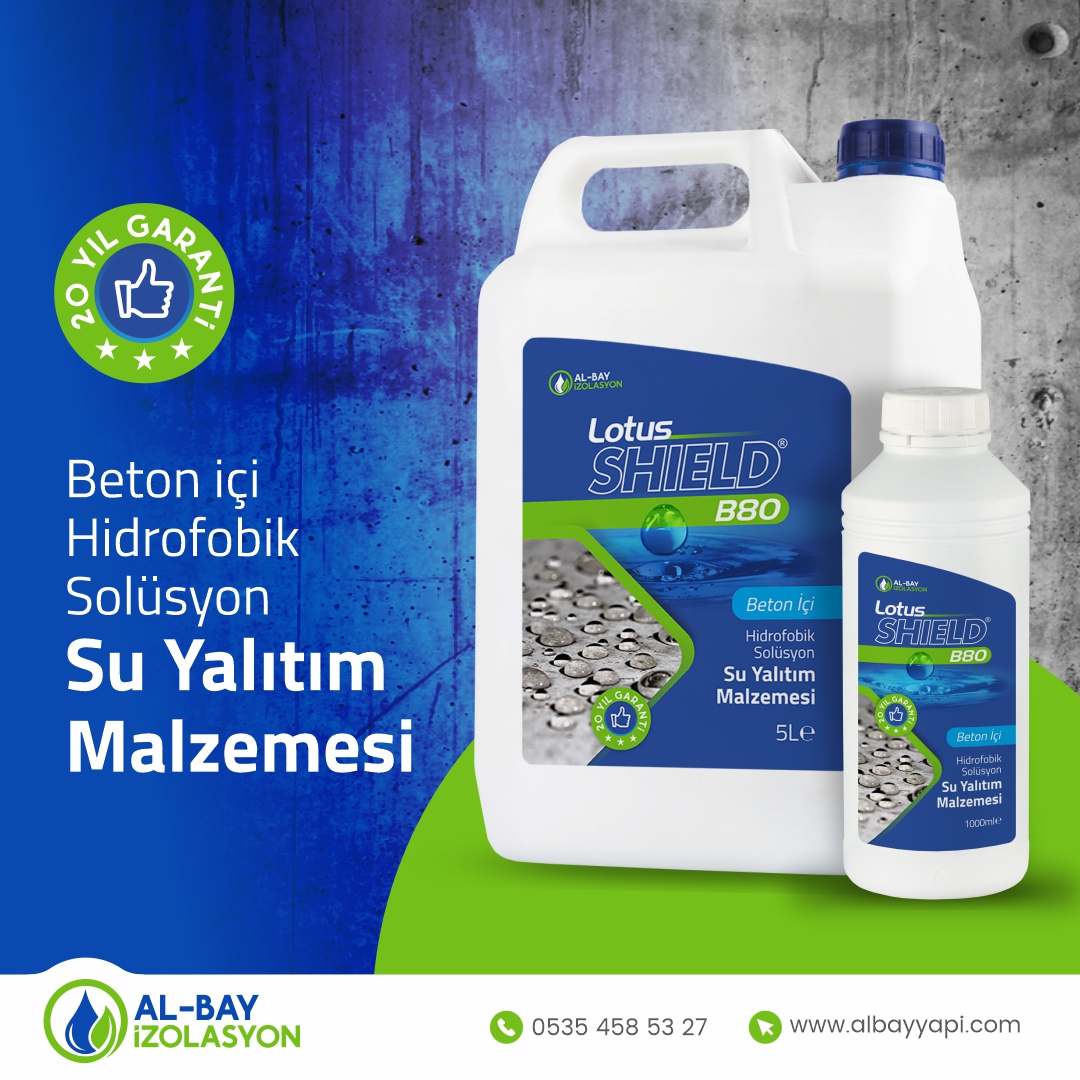 20 YIL GARANTİ
Beton içi
Hidrofobik
Solüsyon
Su Yalıtım
Malzemesi
AL-BAY
İZOLASYON
Lotus
SHIELD®
B80
Beton İçi
Hidrofobik
Solüsyon
Su Yalıtım
Malzemesi
5L℮
20 YIL GARANTİ
AL-BAY
İZOLASYON
Lotus
SHIELD®
B80
20 YIL GARANTİ
Beton İçi
Hidrofobik
Solüsyon
Su Yalıtım
Malzemesi
1000ml℮
AL-BAY
İZOLASYON
0535 458 53 27
www.albayyapi.com